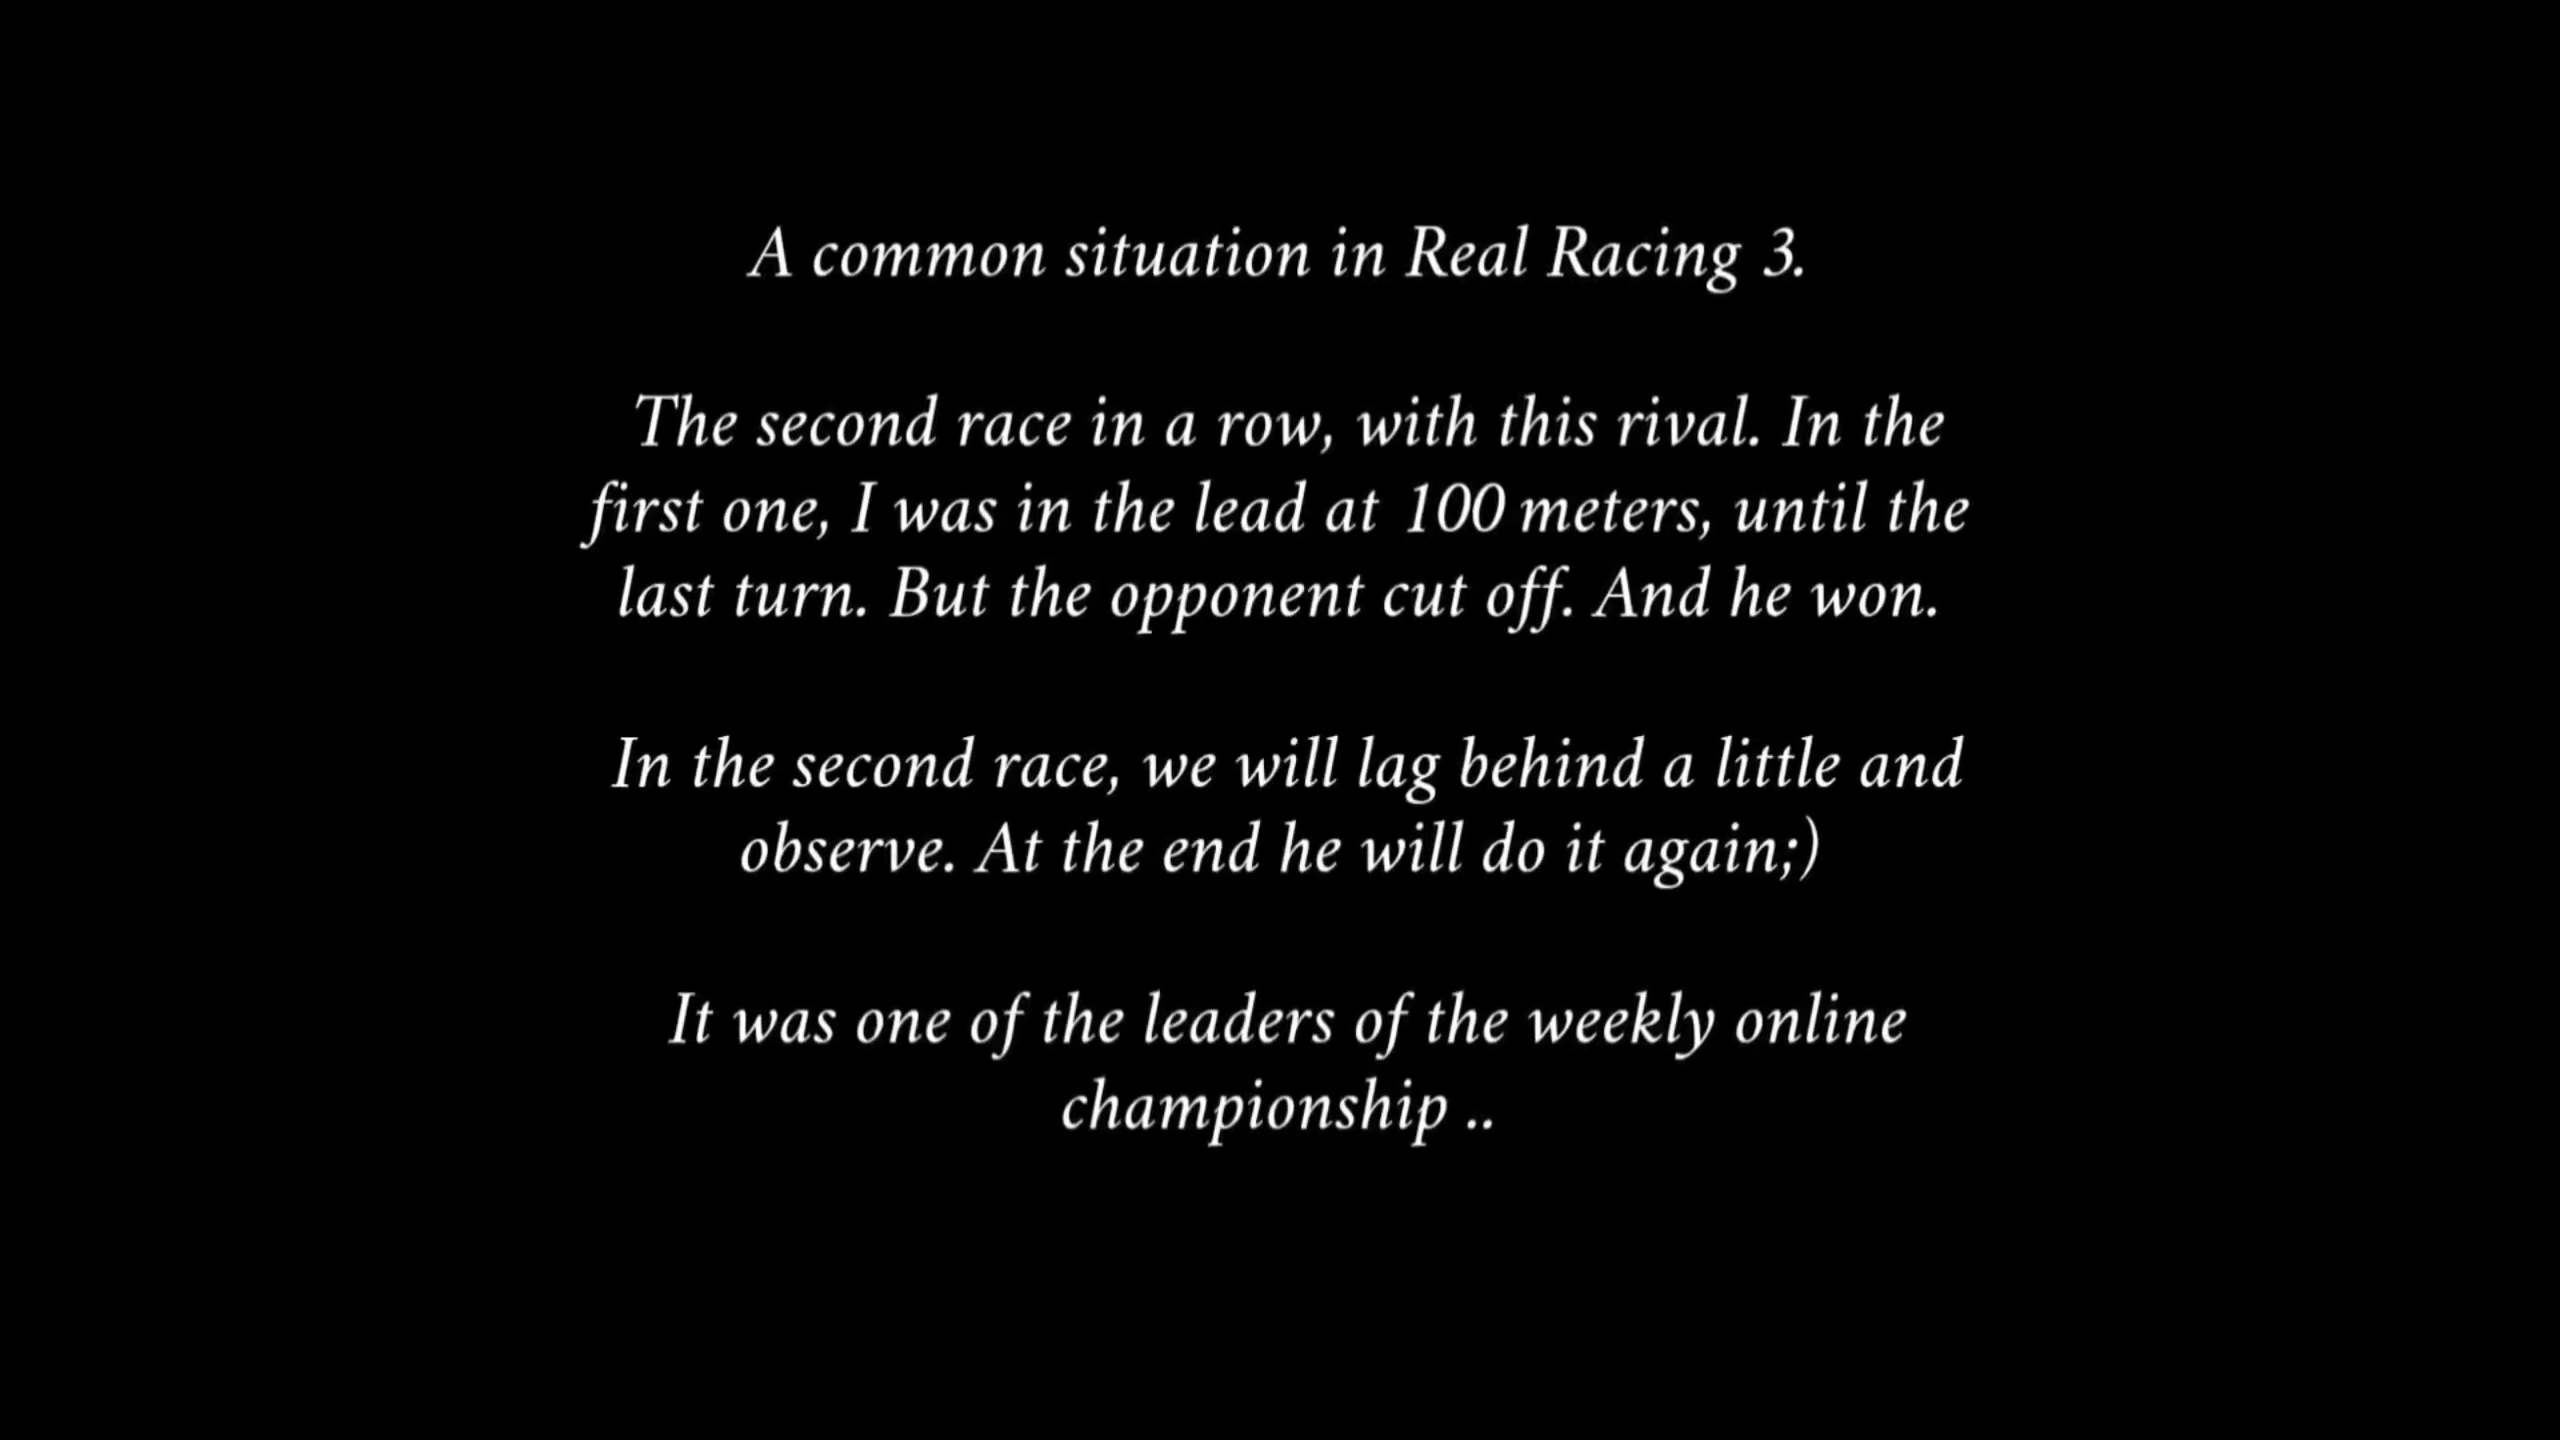 A common situation in Real Racing 3.
The second race in a row, with this rival. In the
first one, I was in the lead at 100 meters, until the
last turn. But the opponent cut off. And he won.
In the second race, we will lag behind a little and
observe. At the end he will do it again;)
It was one of the leaders of the weekly online
championship ..